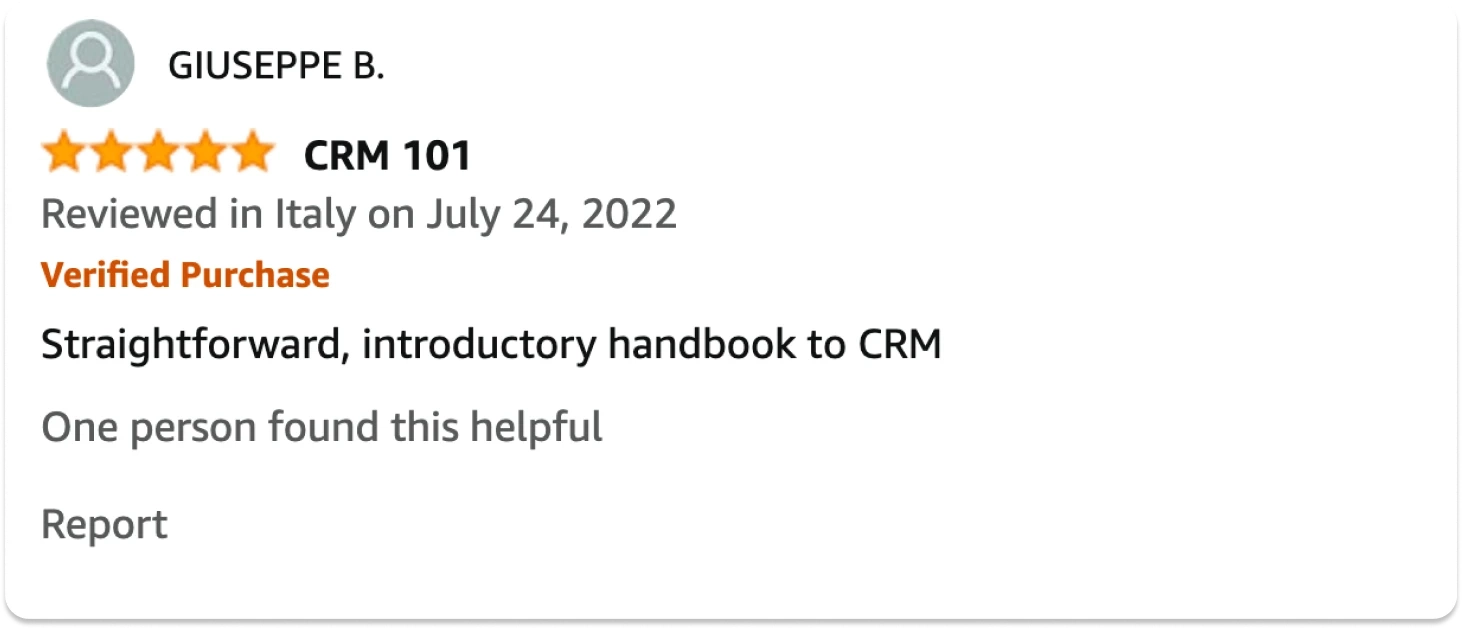 GIUSEPPE B.
CRM 101
Reviewed in Italy on July 24, 2022
Verified Purchase
Straightforward, introductory handbook to CRM
One person found this helpful
Report